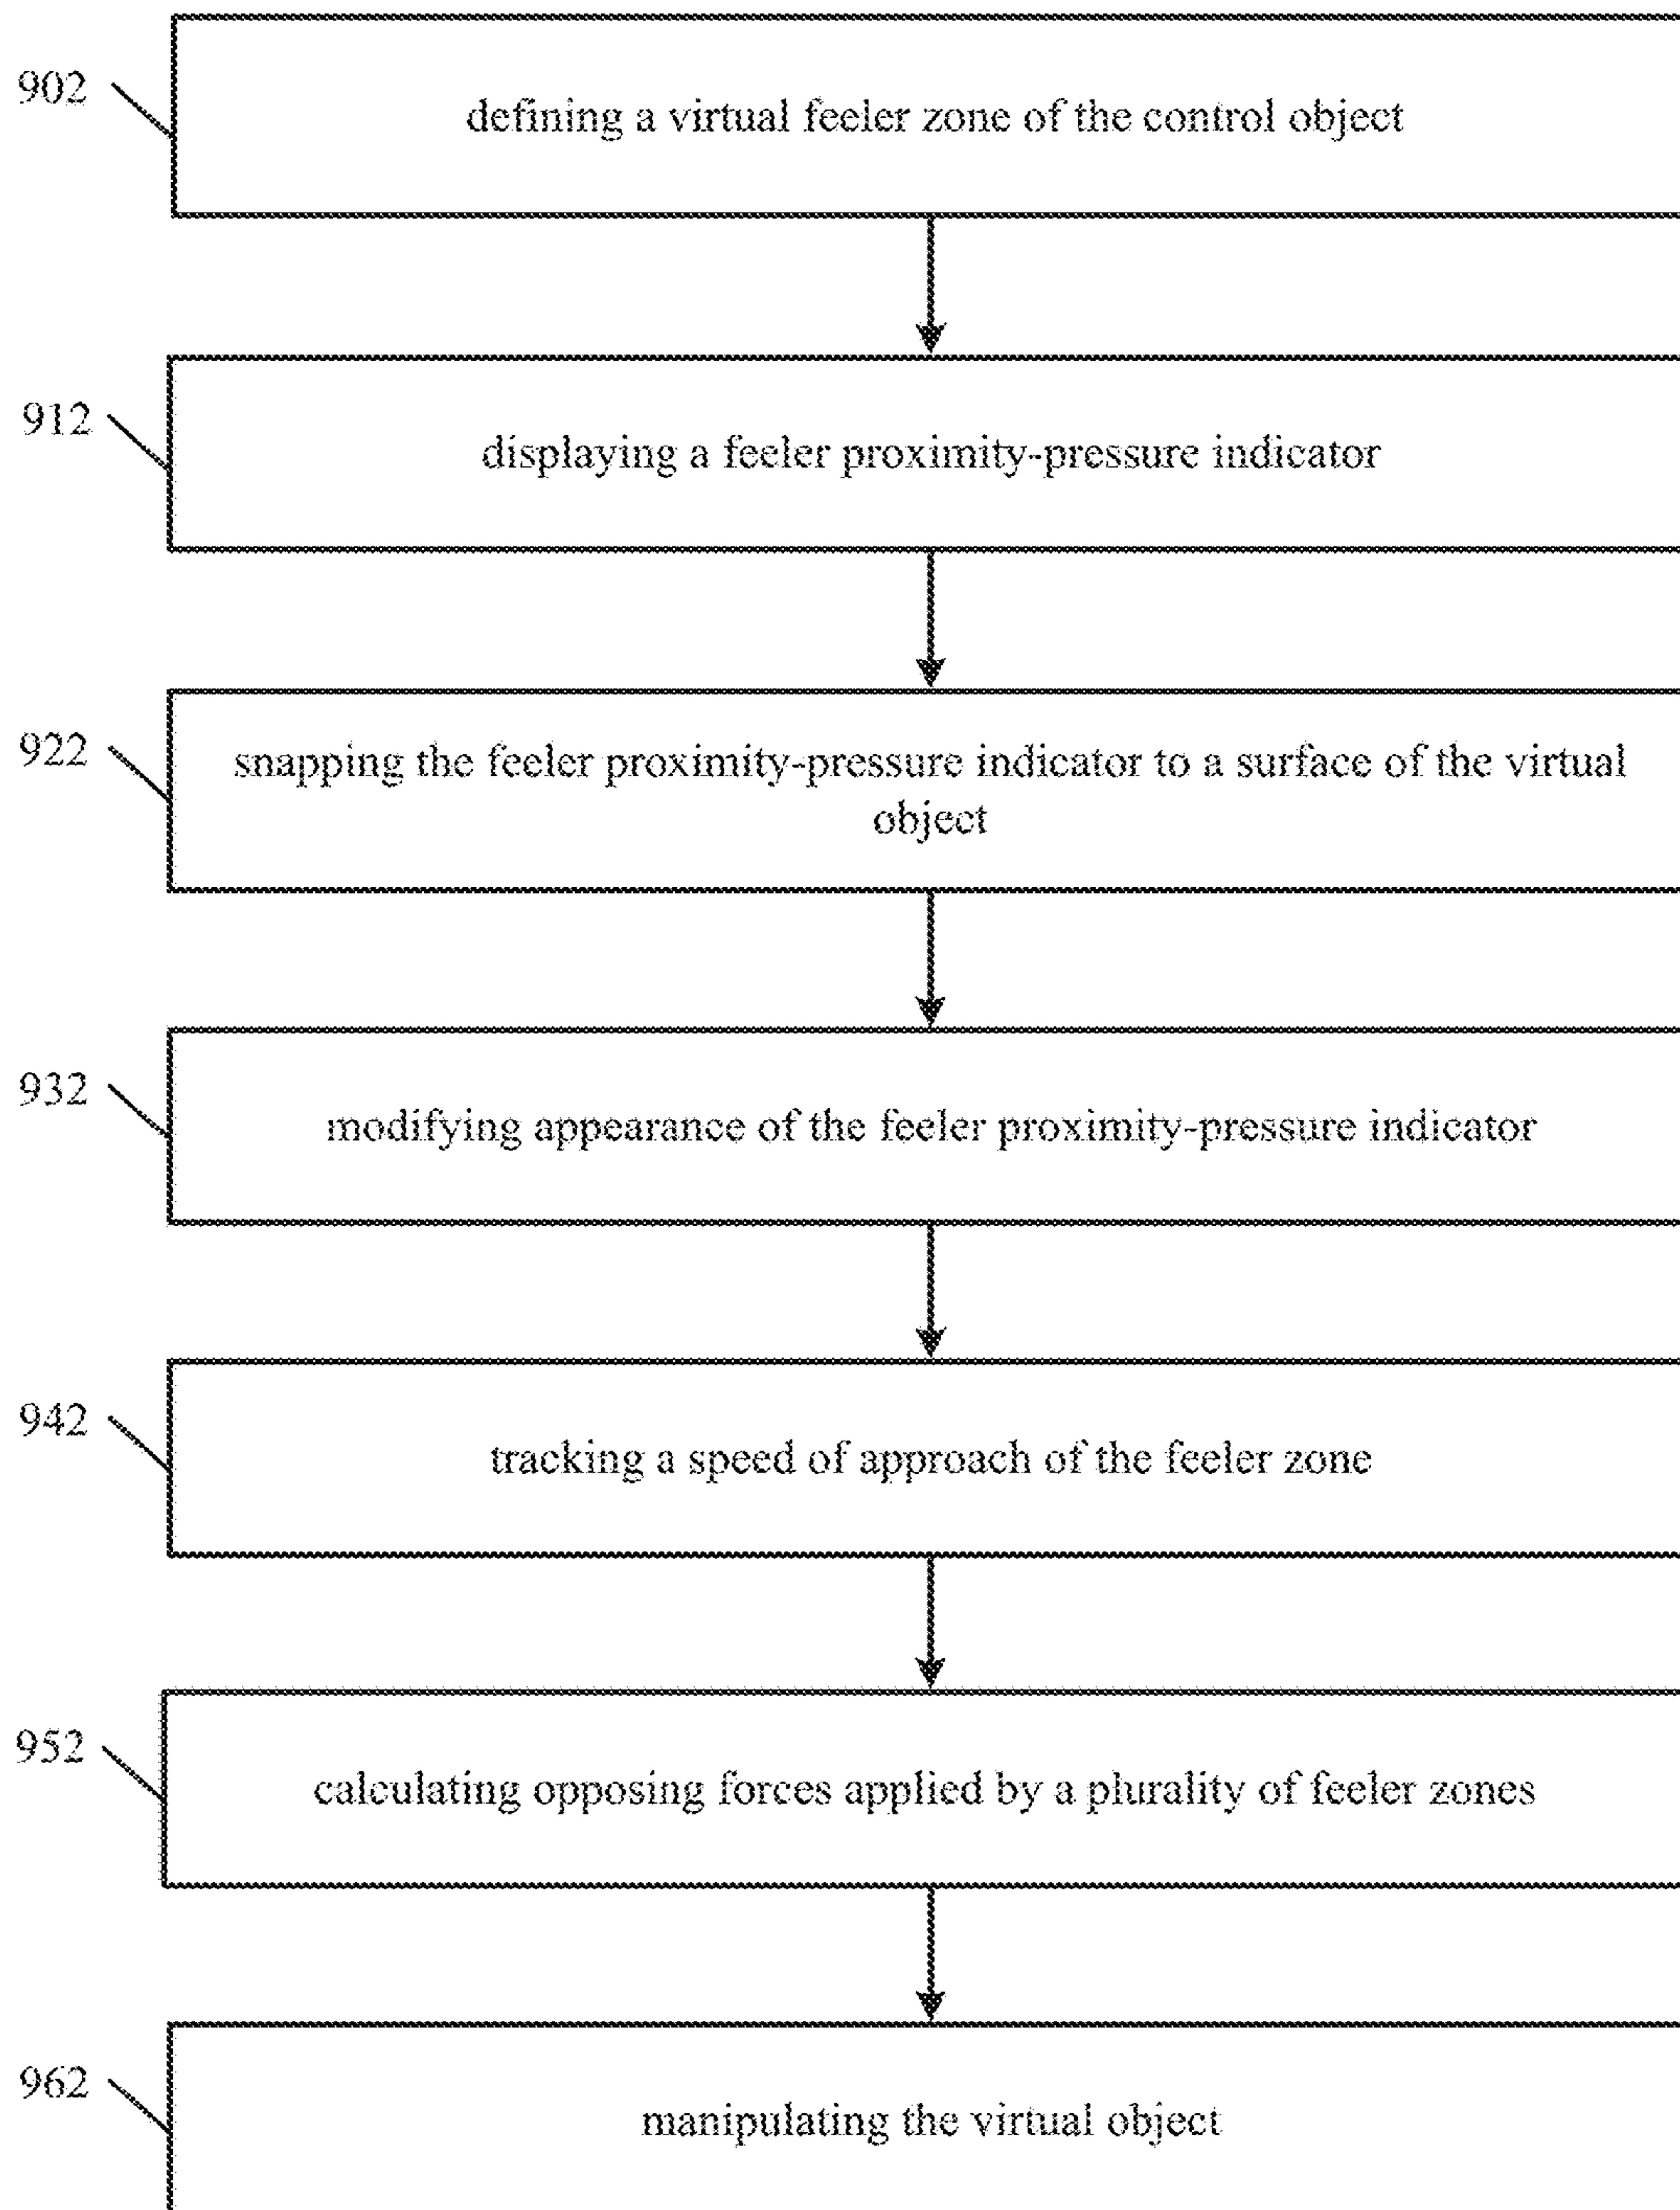 902
defining a virtual feeler zone of the control object
912
displaying a feeler proximity-pressure indicator
922
snapping the feeler proximity-pressure indicator to a surface of the virtual
object
932
modifying appearance of the feeler proximity-pressure indicator
942
tracking a speed of approach of the feeler zone
952
calculating opposing forces applied by a plurality of feeler zones
962
manipulating the virtual object